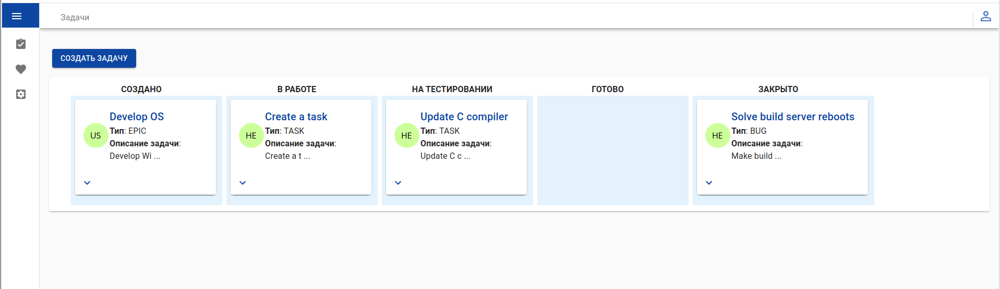 Задачи
СОЗДАТЬ ЗАДАЧУ
СОЗДАНО
В РАБОТЕ
НА ТЕСТИРОВАНИИ
ГОТОВО
ЗАКРЫТО
US
Develop OS
Тип: EPIC
Описание задачи:
Develop Wi ...
HE
Create a task
Тип: TASK
Описание задачи:
Create a t ...
HE
Update C compiler
Тип: TASK
Описание задачи:
Update C c ...
HE
Solve build server reboots
Тип: BUG
Описание задачи:
Make build ...